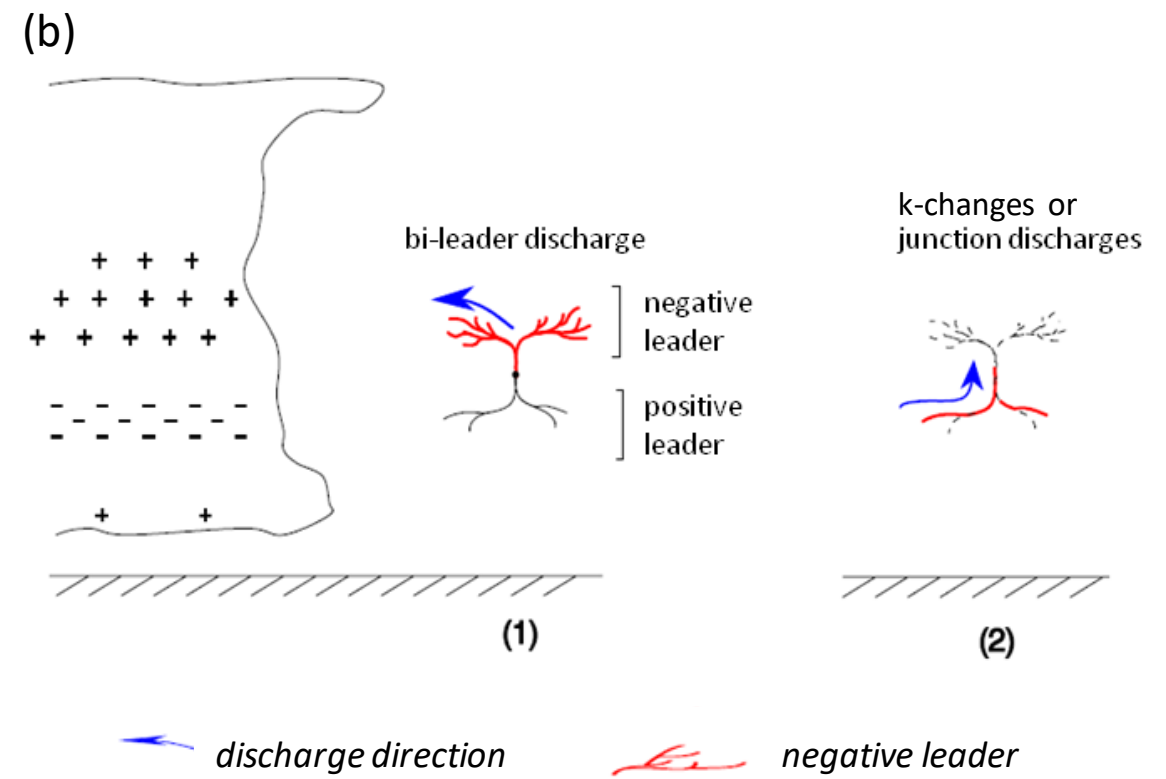 (b)
k-changes or
junction discharges
bi-leader discharge
+ + +
+ + + + +
+ + + + +
- - - - -
- - - -
- - - - -
+ +
negative
leader
positive
leader
(1)
(2)
discharge direction
negative leader